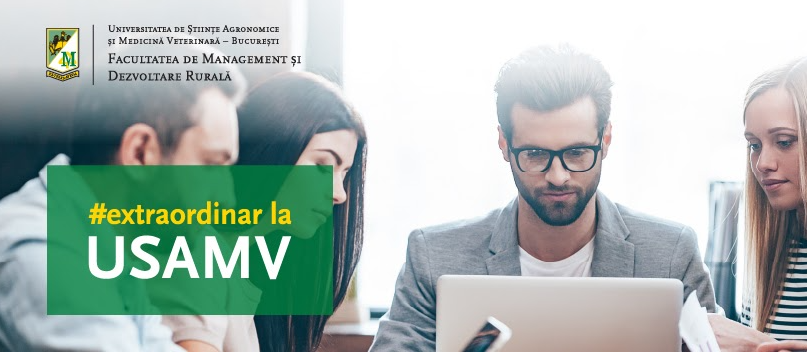 Universitatea de Științe Agronomice
și Medicină Veterinară – București
Facultatea de Management și
Dezvoltare Rurală
M
#extraordinar la
USAMV